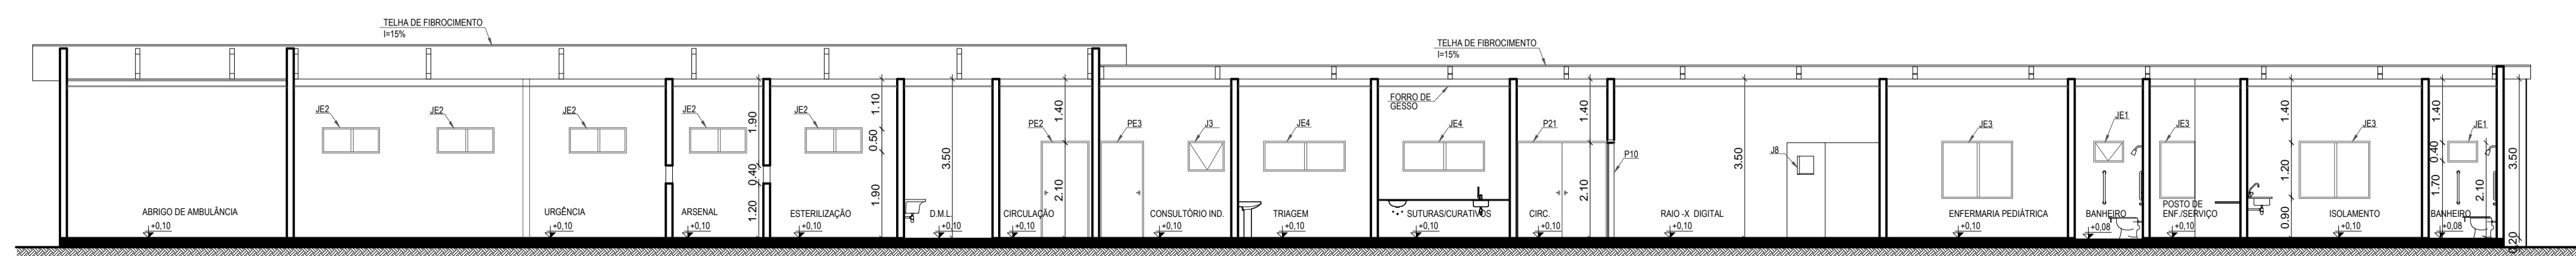 TELHA DE FIBROCIMENTO
I=15%
TELHA DE FIBROCIMENTO
I=15%
FORRO DE
GESSO
JE2
JE2
JE2
JE2
JE2
PE2
PE3
J3
JE4
JE4
P21
P10
J8
JE3
JE1
JE3
JE3
JE1
1.90
0.40
1.20
1.10
0.50
1.90
3.50
1.40
2.10
1.40
2.10
3.50
1.40
1.20
0.90
1.40
0.40
1.70
2.10
3.50
0.20
ABRIGO DE AMBULÂNCIA
+0,10
URGÊNCIA
+0,10
ARSENAL
+0,10
ESTERILIZAÇÃO
+0,10
D.M.L.
+0,10
CIRCULAÇÃO
+0,10
CONSULTÓRIO IND.
+0,10
TRIAGEM
+0,10
SUTURAS/CURATIVOS
+0,10
CIRC.
+0,10
RAIO -X DIGITAL
+0,10
ENFERMARIA PEDIÁTRICA
+0,10
BANHEIRO
+0,08
POSTO DE
ENF./SERVIÇO
+0,10
ISOLAMENTO
+0,10
BANHEIRO
+0,08